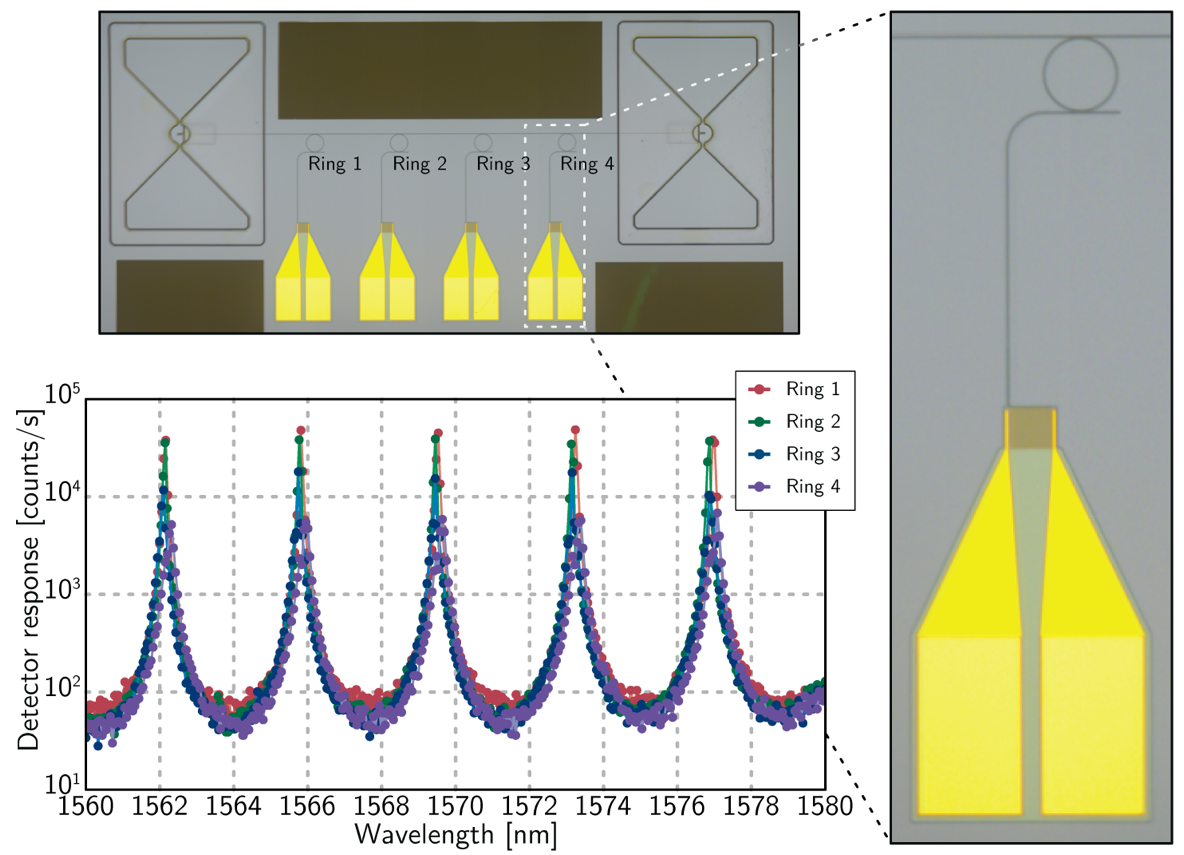 Ring 1
Ring 2
Ring 3
Ring 4
Detector response [counts/s]
10^5
10^4
10^3
10^2
10^1
Ring 1
Ring 2
Ring 3
Ring 4
1560 1562 1564 1566 1568 1570 1572 1574 1576 1578 1580
Wavelength [nm]